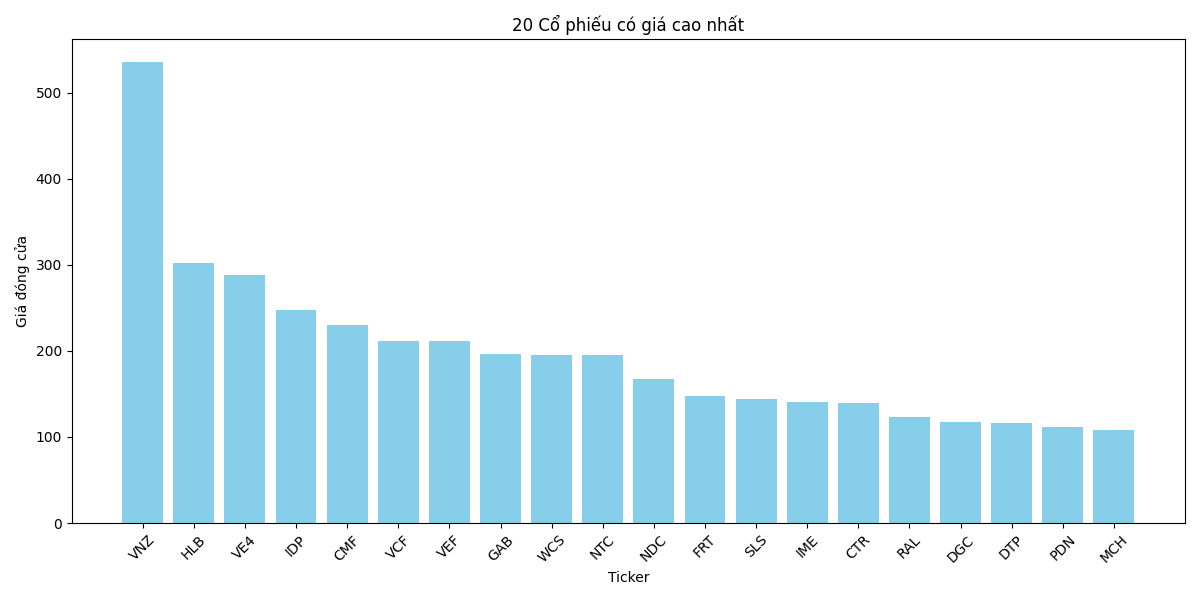 20 Cổ phiếu có giá cao nhất
Giá đóng cửa
500
400
300
200
100
0
VNZ
HLB
VE4
IDP
CMF
VCF
VEF
GAB
WCS
NTC
NDC
FRT
SLS
IME
CTR
RAL
DGC
DTP
PDN
MCH
Ticker